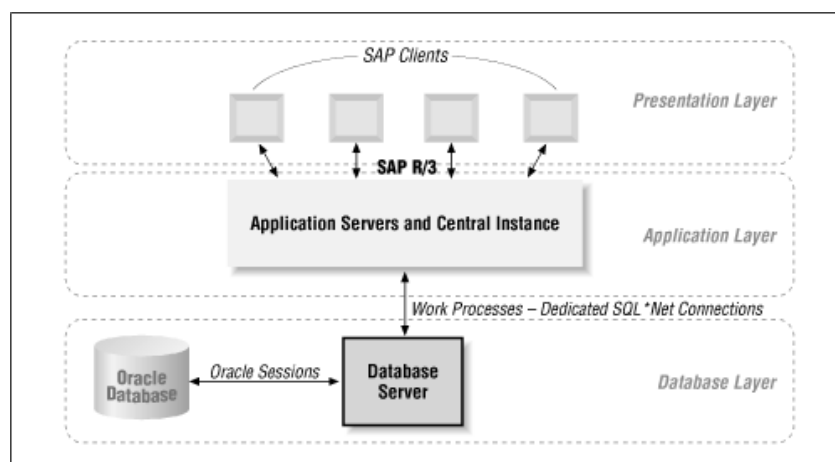 SAP Clients
Presentation Layer
SAP R/3
Application Servers and Central Instance
Application Layer
Work Processes – Dedicated SQL*Net Connections
Oracle
Database
Oracle Sessions
Database
Server
Database Layer